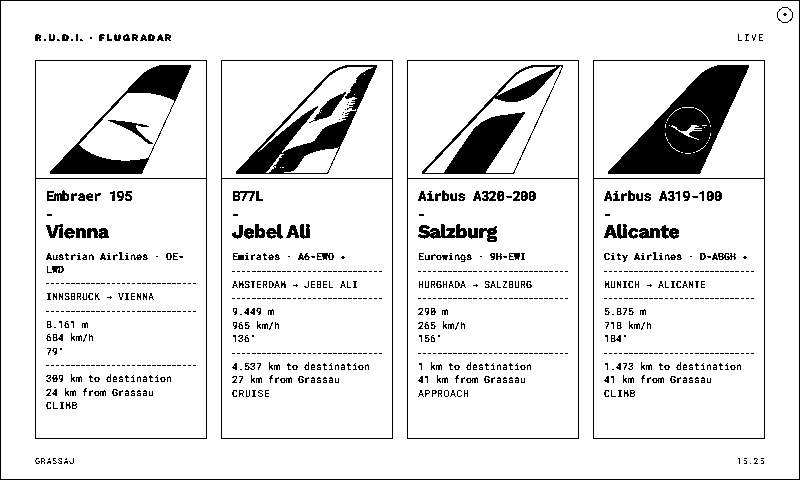 R.U.D.I. · FLUGRADAR
LIVE
Embraer 195
-
Vienna
Austrian Airlines · OE-
LWD
INNSBRUCK → VIENNA
8.161 m
684 km/h
79°
309 km to destination
24 km from Grassau
CLIMB
B77L
-
Jebel Ali
Emirates · A6-EWO ✦
AMSTERDAM → JEBEL ALI
9.449 m
965 km/h
136°
4.537 km to destination
27 km from Grassau
CRUISE
Airbus A320-200
-
Salzburg
Eurowings · 9H-EWI
HURGHADA → SALZBURG
290 m
265 km/h
156°
1 km to destination
41 km from Grassau
APPROACH
Airbus A319-100
-
Alicante
City Airlines · D-ABGH ✦
MUNICH → ALICANTE
5.875 m
718 km/h
184°
1.473 km to destination
41 km from Grassau
CLIMB
GRASSAU
15.25